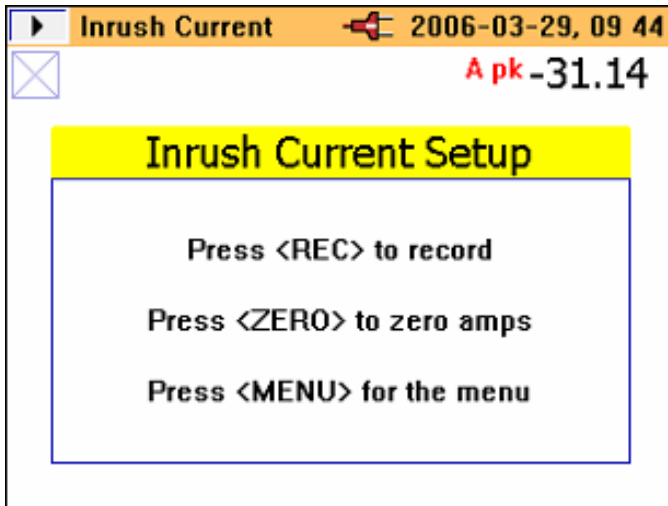 Inrush Current 2006-03-29, 09 44
A pk -31.14
Inrush Current Setup
Press <REC> to record
Press <ZERO> to zero amps
Press <MENU> for the menu